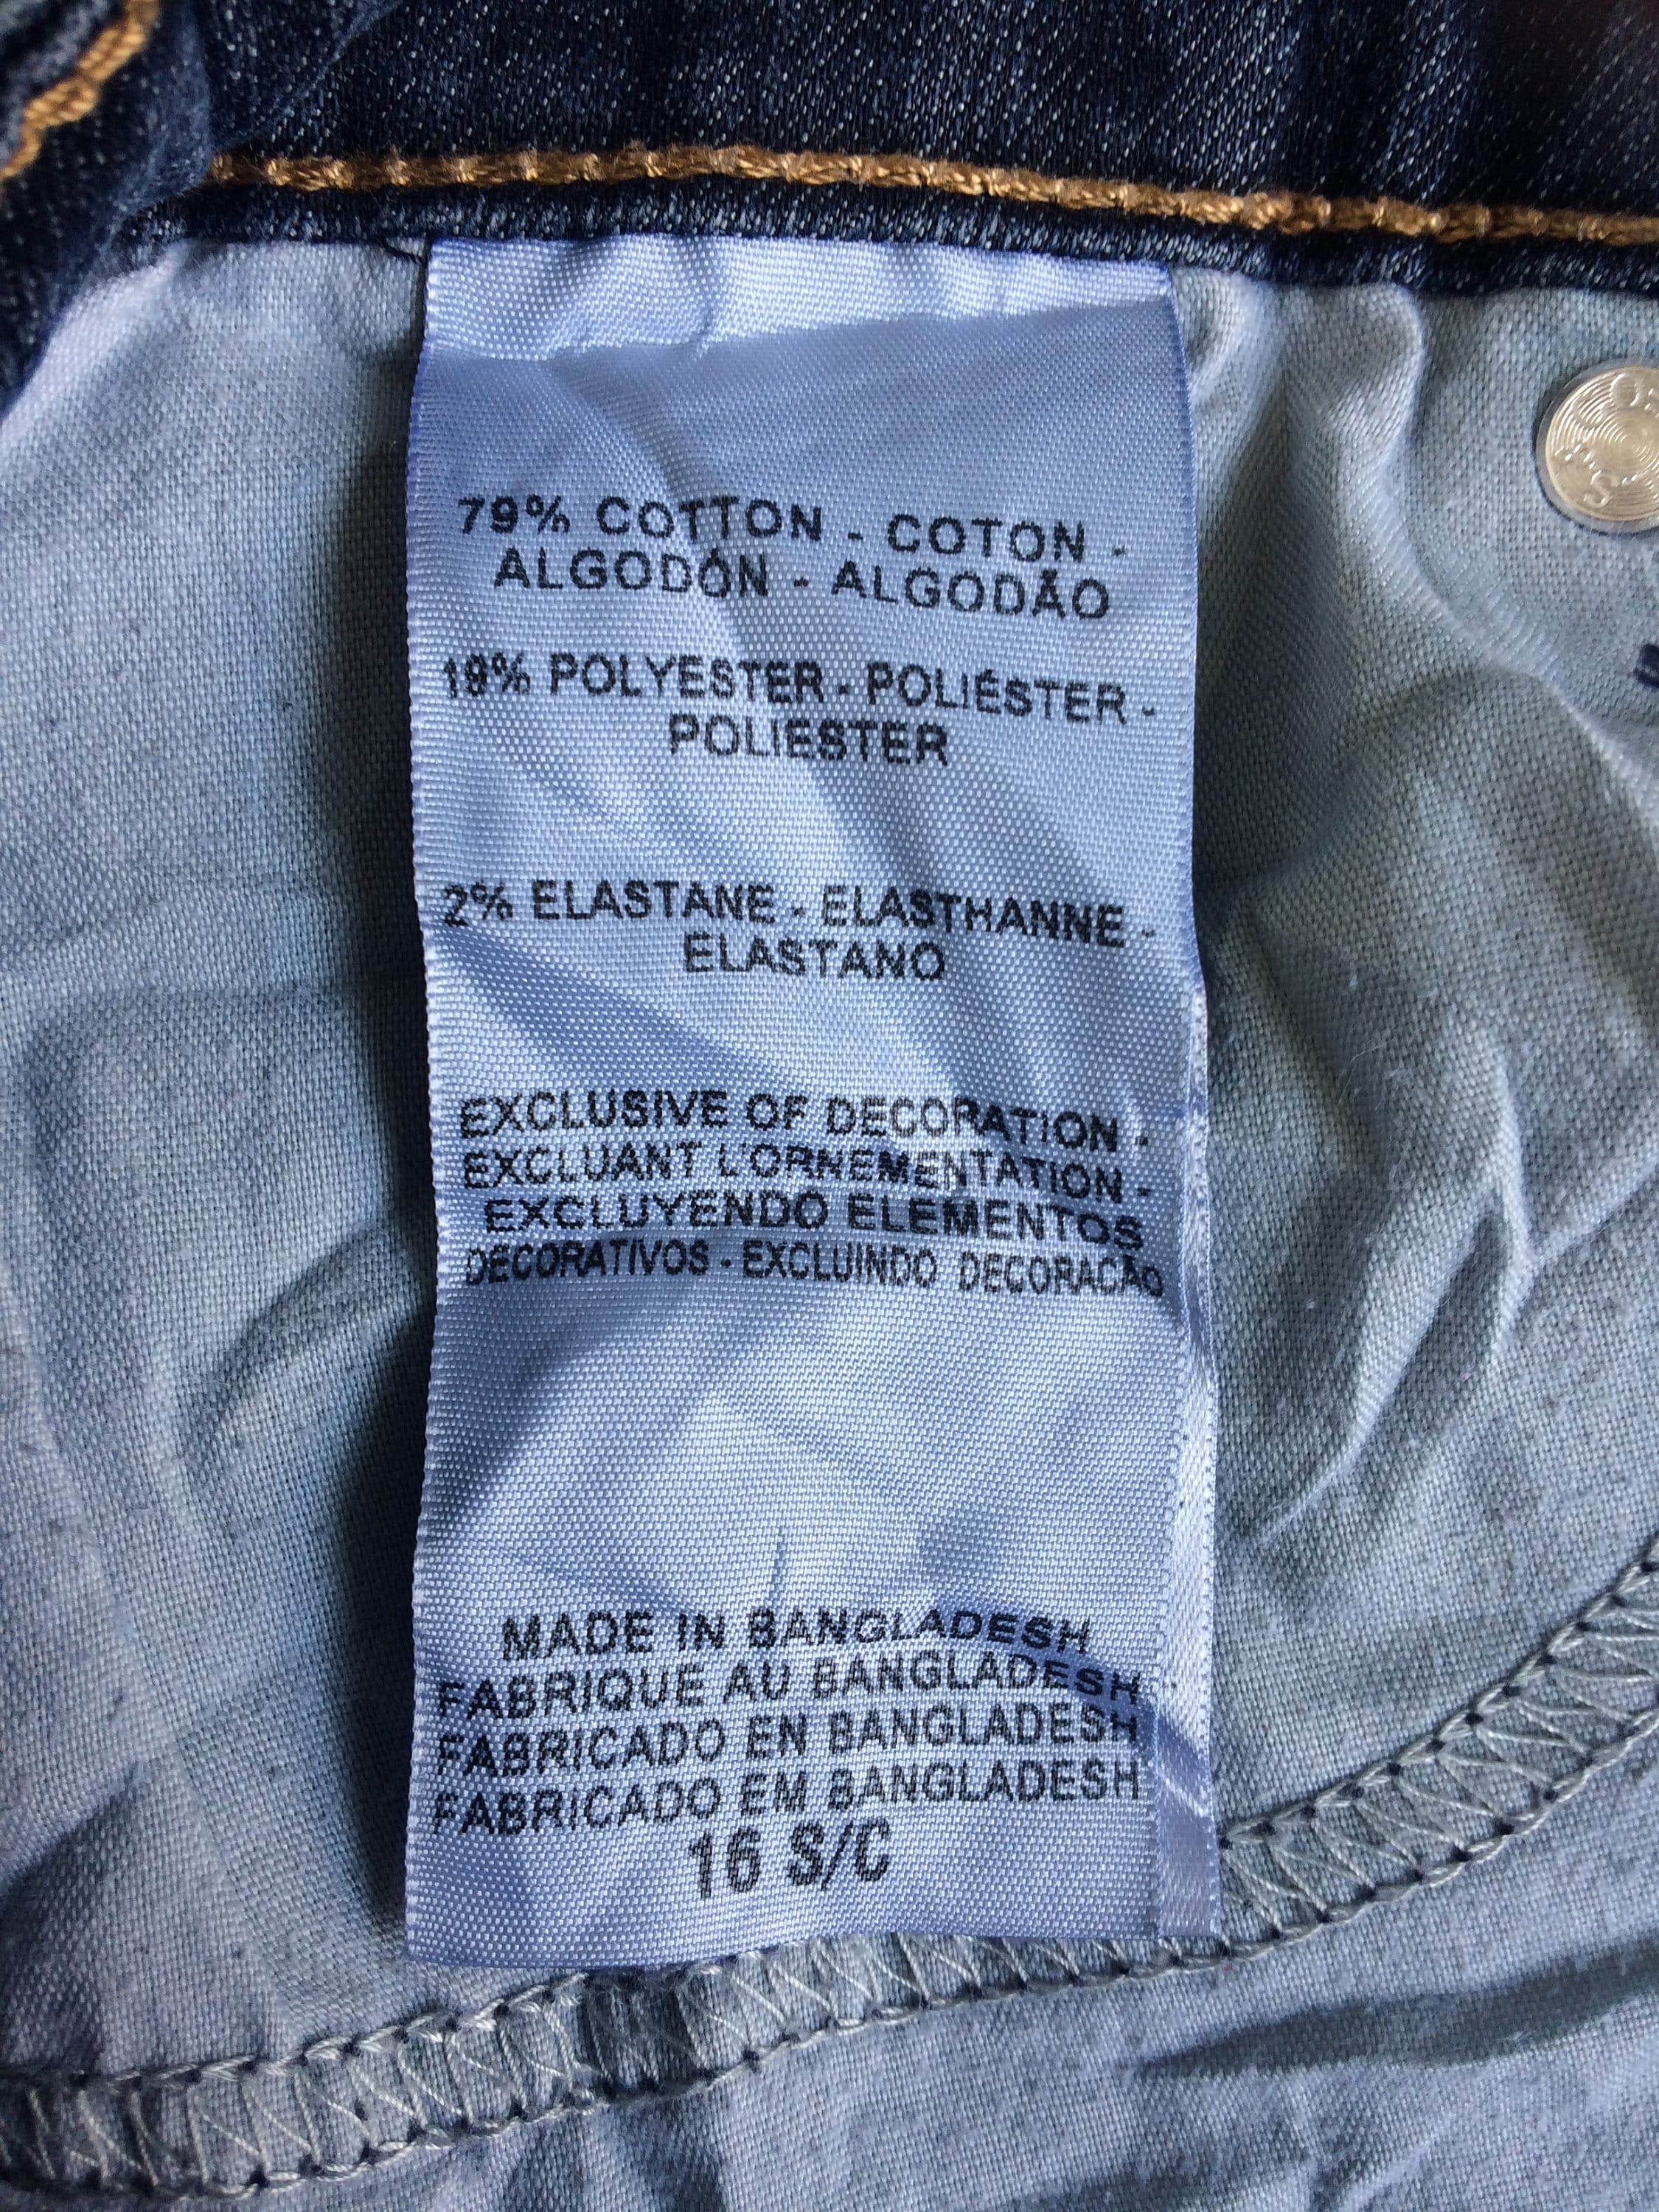 79% COTTON - COTON -
ALGODÓN - ALGODÃO
19% POLYESTER - POLIÉSTER -
POLIESTER
2% ELASTANE - ELASTHANNE -
ELASTANO
EXCLUSIVE OF DECORATION -
EXCLUANT L'ORNEMENTATION -
EXCLUYENDO ELEMENTOS
DECORATIVOS - EXCLUINDO DECORACÃO
MADE IN BANGLADESH
FABRIQUE AU BANGLADESH
FABRICADO EN BANGLADESH
FABRICADO EM BANGLADESH
16 S/C